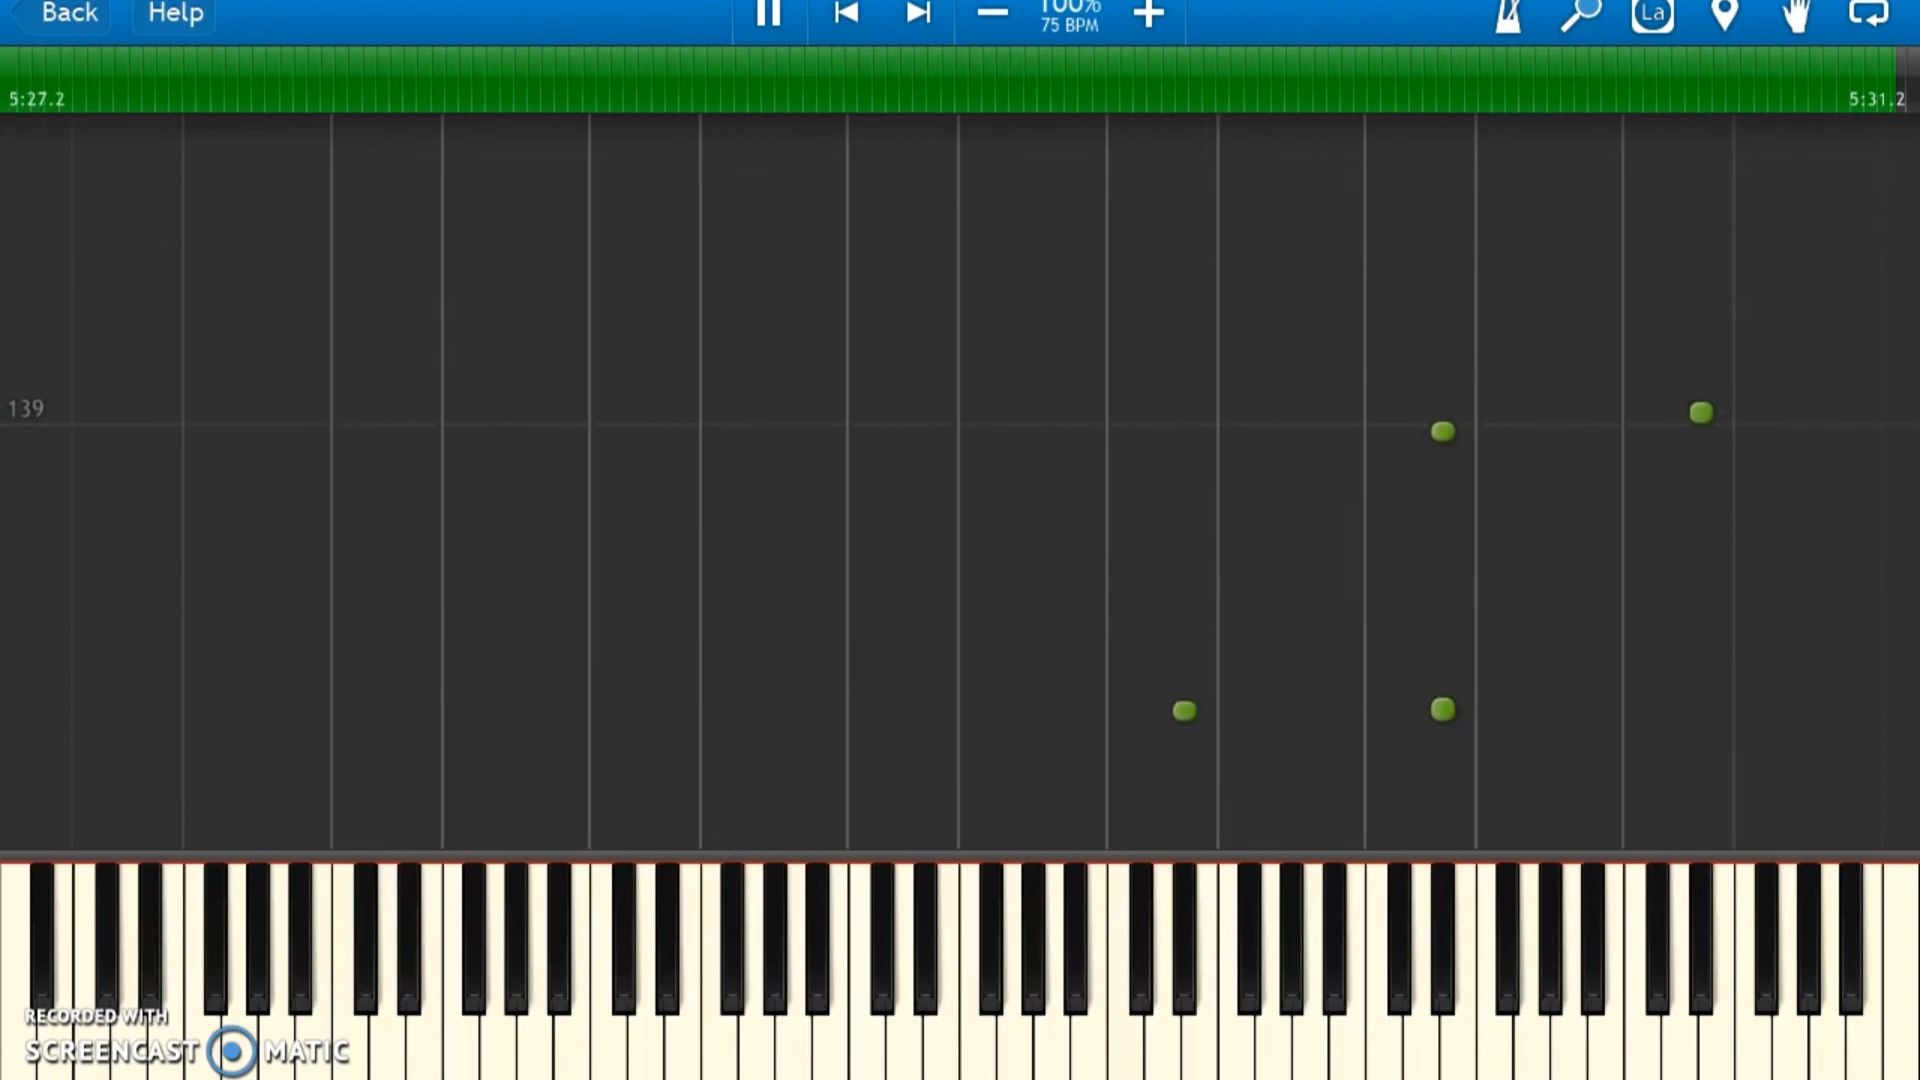 Back Help
100%
75 BPM
La
5:27.2 5:31.2
139
RECORDED WITH
SCREENCAST MATIC